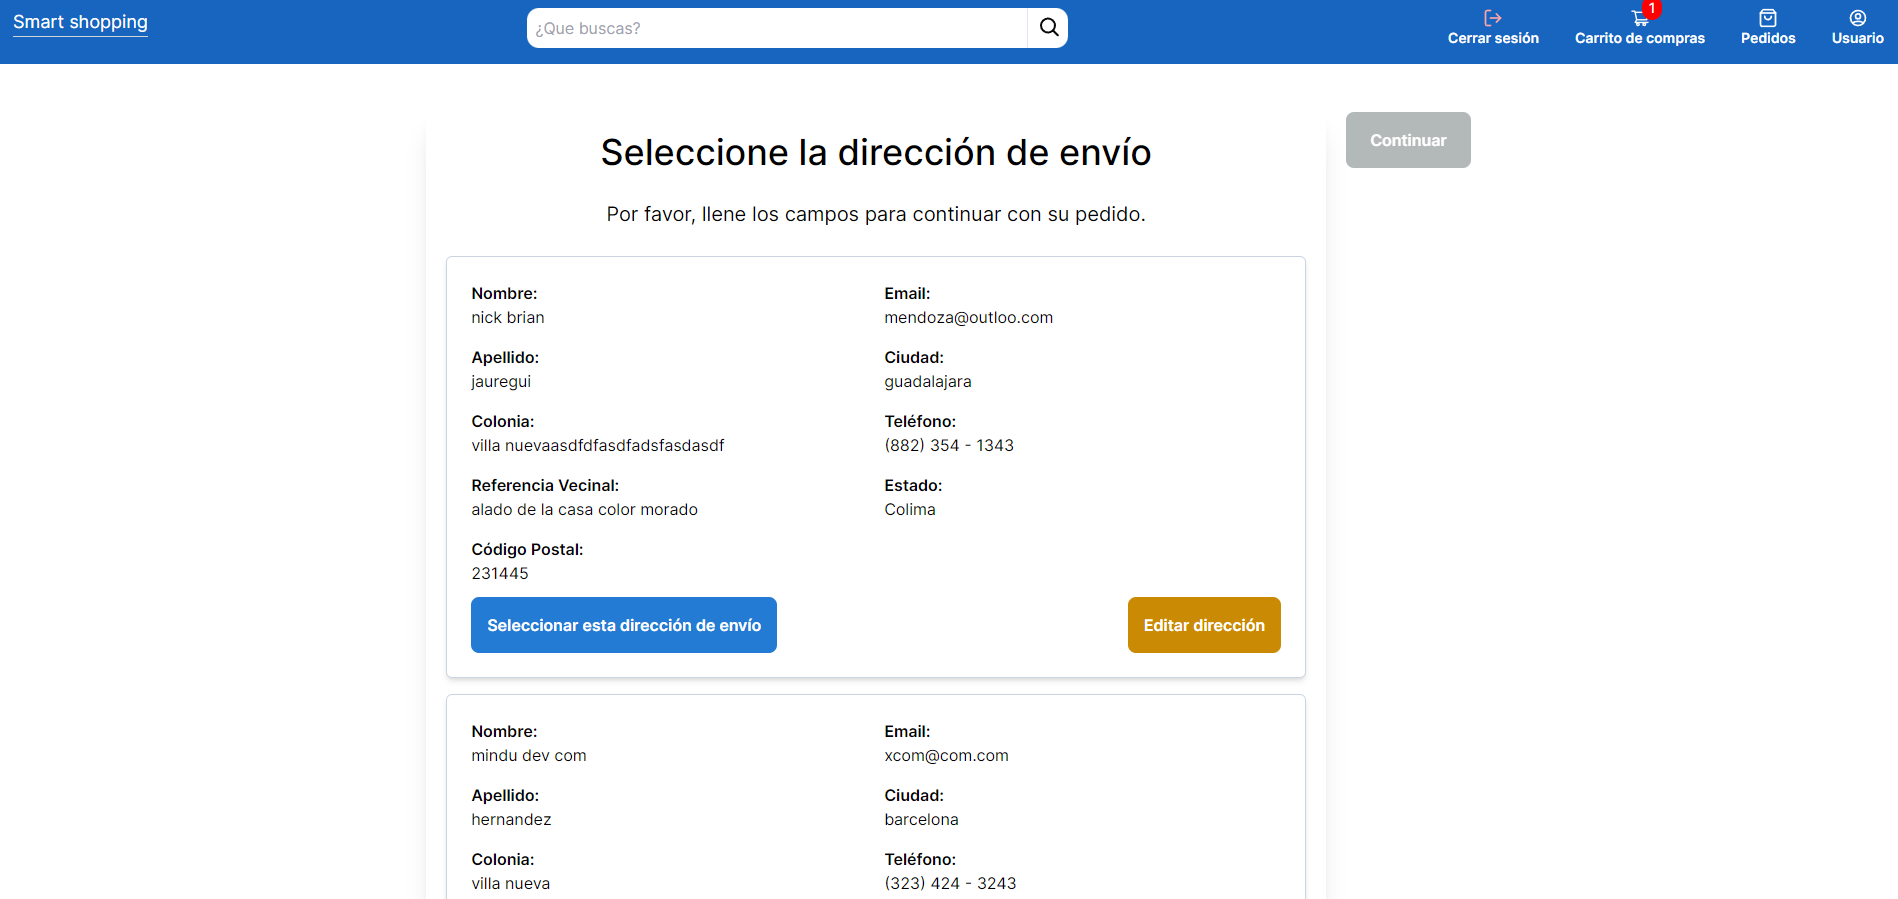 Smart shopping
¿Que buscas?
1
Cerrar sesión
Carrito de compras
Pedidos
Usuario
Seleccione la dirección de envío
Continuar
Por favor, llene los campos para continuar con su pedido.
Nombre:
nick brian
Email:
mendoza@outloo.com
Apellido:
jauregui
Ciudad:
guadalajara
Colonia:
villa nuevaasdfdfasdfadsfasdasdf
Teléfono:
(882) 354 - 1343
Referencia Vecinal:
alado de la casa color morado
Estado:
Colima
Código Postal:
231445
Seleccionar esta dirección de envío
Editar dirección
Nombre:
mindu dev com
Email:
xcom@com.com
Apellido:
hernandez
Ciudad:
barcelona
Colonia:
villa nueva
Teléfono:
(323) 424 - 3243